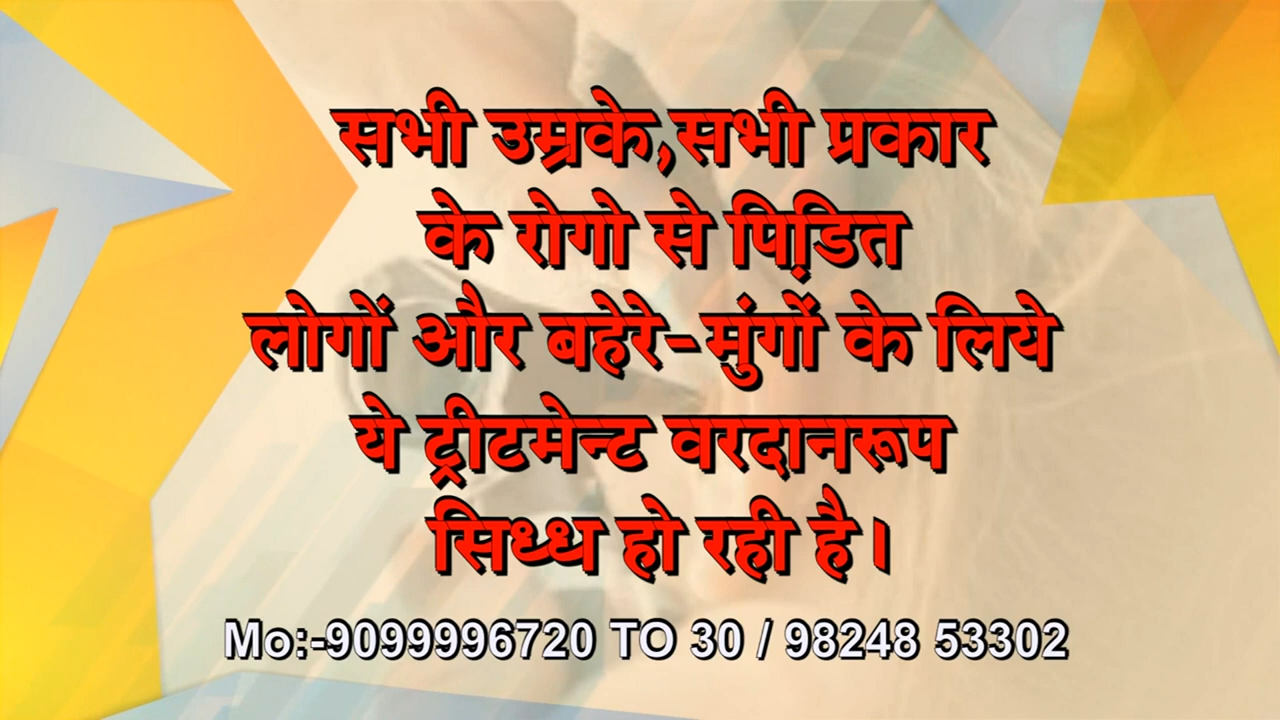 सभी उम्रके,सभी प्रकार
के रोगो से पिडि़त
लोगों और बहेरे-मुंगों के लिये
ये ट्रीटमेन्ट वरदानरूप
सिध्ध हो रही है।
Mo:-9099996720 TO 30 / 98248 53302